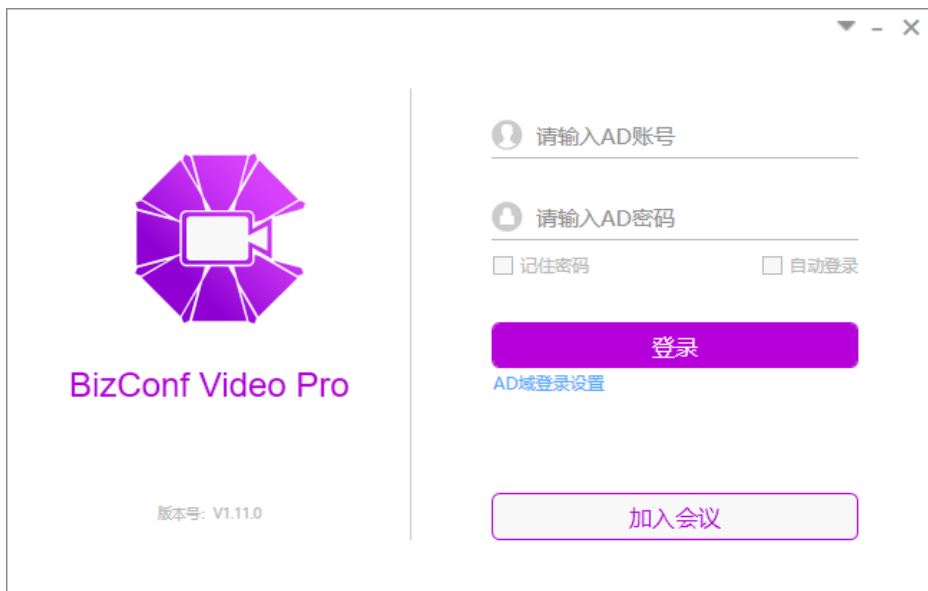 BizConf Video Pro
版本号: V1.11.0
请输入AD账号
请输入AD密码
记住密码
自动登录
登录
AD域登录设置
加入会议